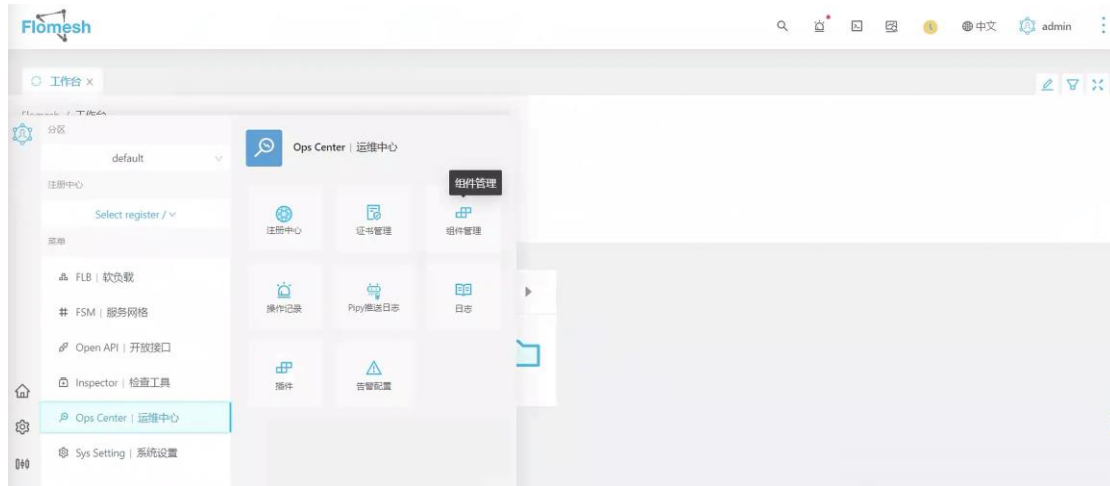 Flomesh
中文
admin
工作台 ×
Flomesh / 工作台
分区
default
注册中心
Select register /
菜单
FLB | 软负载
FSM | 服务网格
Open API | 开放接口
Inspector | 检查工具
Ops Center | 运维中心
Sys Setting | 系统设置
Ops Center | 运维中心
组件管理
注册中心
证书管理
组件管理
操作记录
Pipy推送日志
日志
插件
告警配置